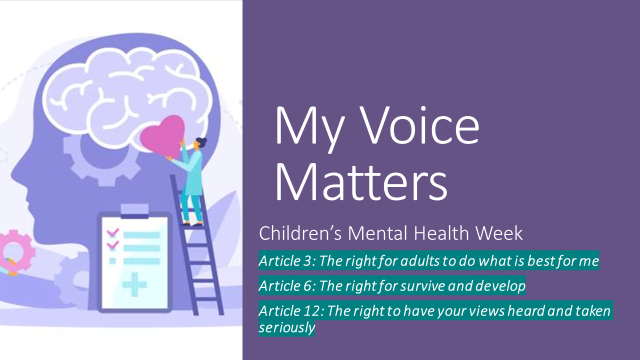 My Voice
Matters
Children's Mental Health Week
Article 3: The right for adults to do what is best for me
Article 6: The right for survive and develop
Article 12: The right to have your views heard and taken
seriously